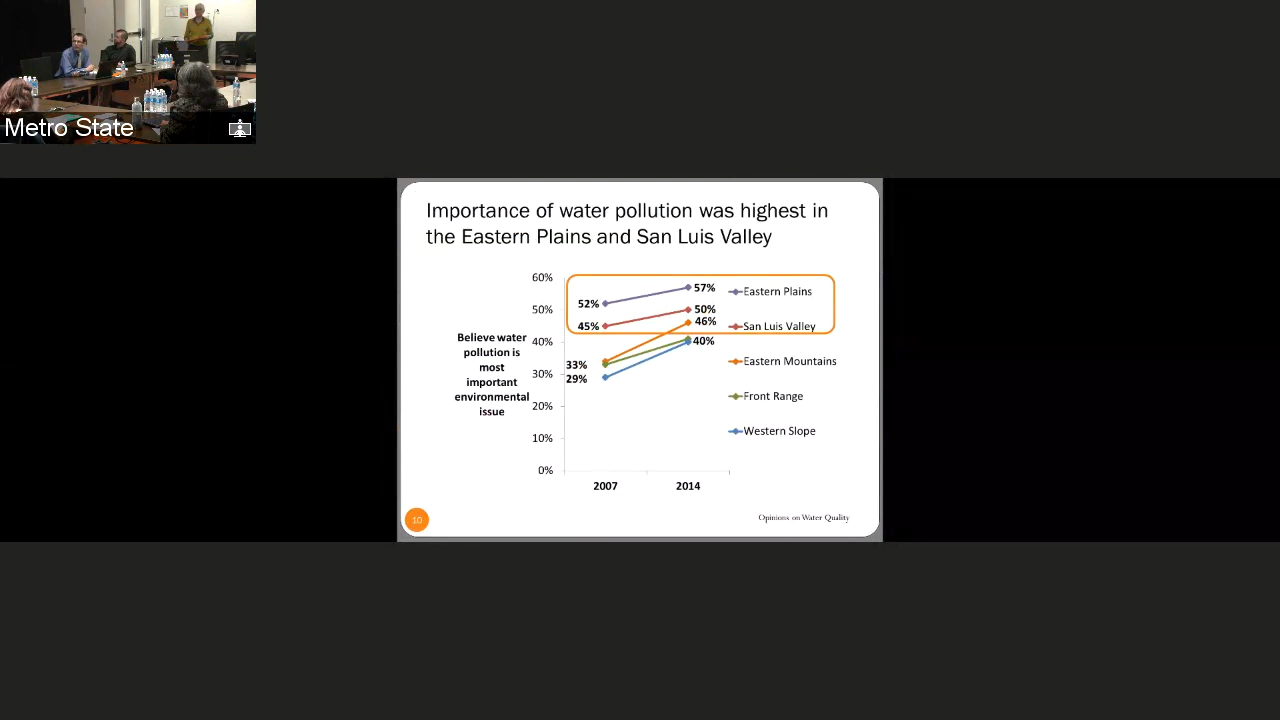 Metro State
Importance of water pollution was highest in
the Eastern Plains and San Luis Valley
Believe water
pollution is
most
important
environmental
issue
60%
50%
40%
30%
20%
10%
0%
52%
45%
33%
29%
57%
50%
46%
40%
Eastern Plains
San Luis Valley
Eastern Mountains
Front Range
Western Slope
2007
2014
10
Opinions on Water Quality